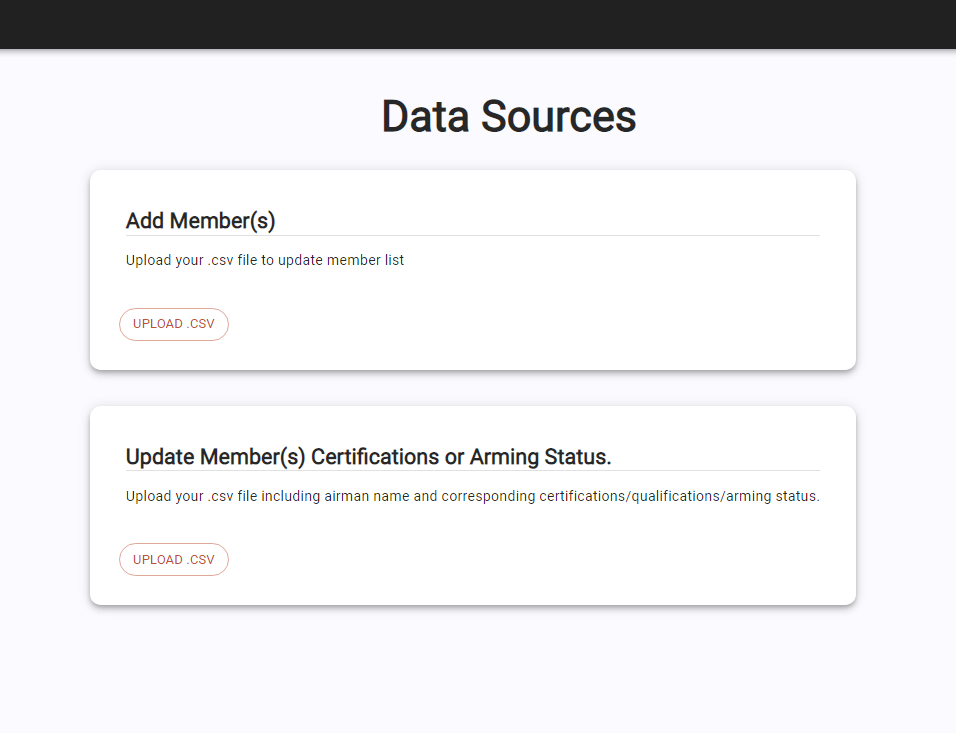 Data Sources
Add Member(s)
Upload your .csv file to update member list
UPLOAD .CSV
Update Member(s) Certifications or Arming Status.
Upload your .csv file including airman name and corresponding certifications/qualifications/arming status.
UPLOAD .CSV